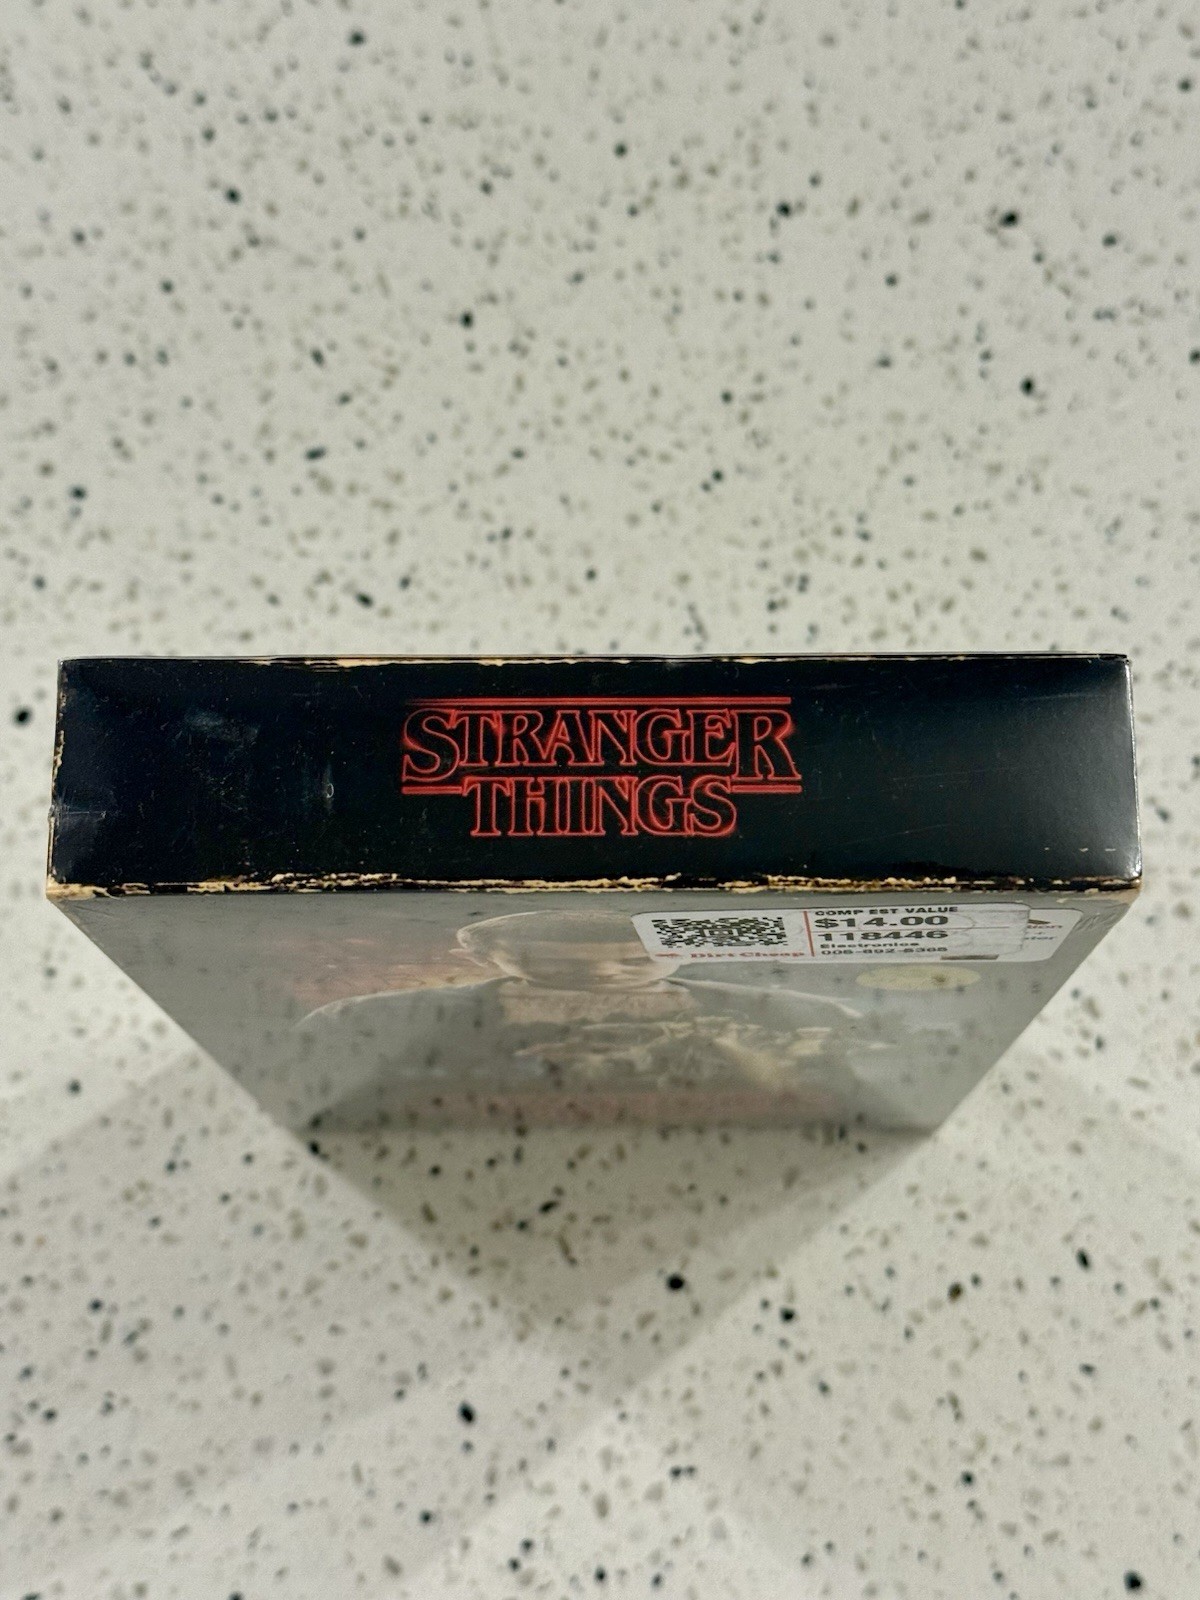 STRANGER
THINGS
COMP EST VALUE
$14.00
118446
Electronics
Dirt Cheap